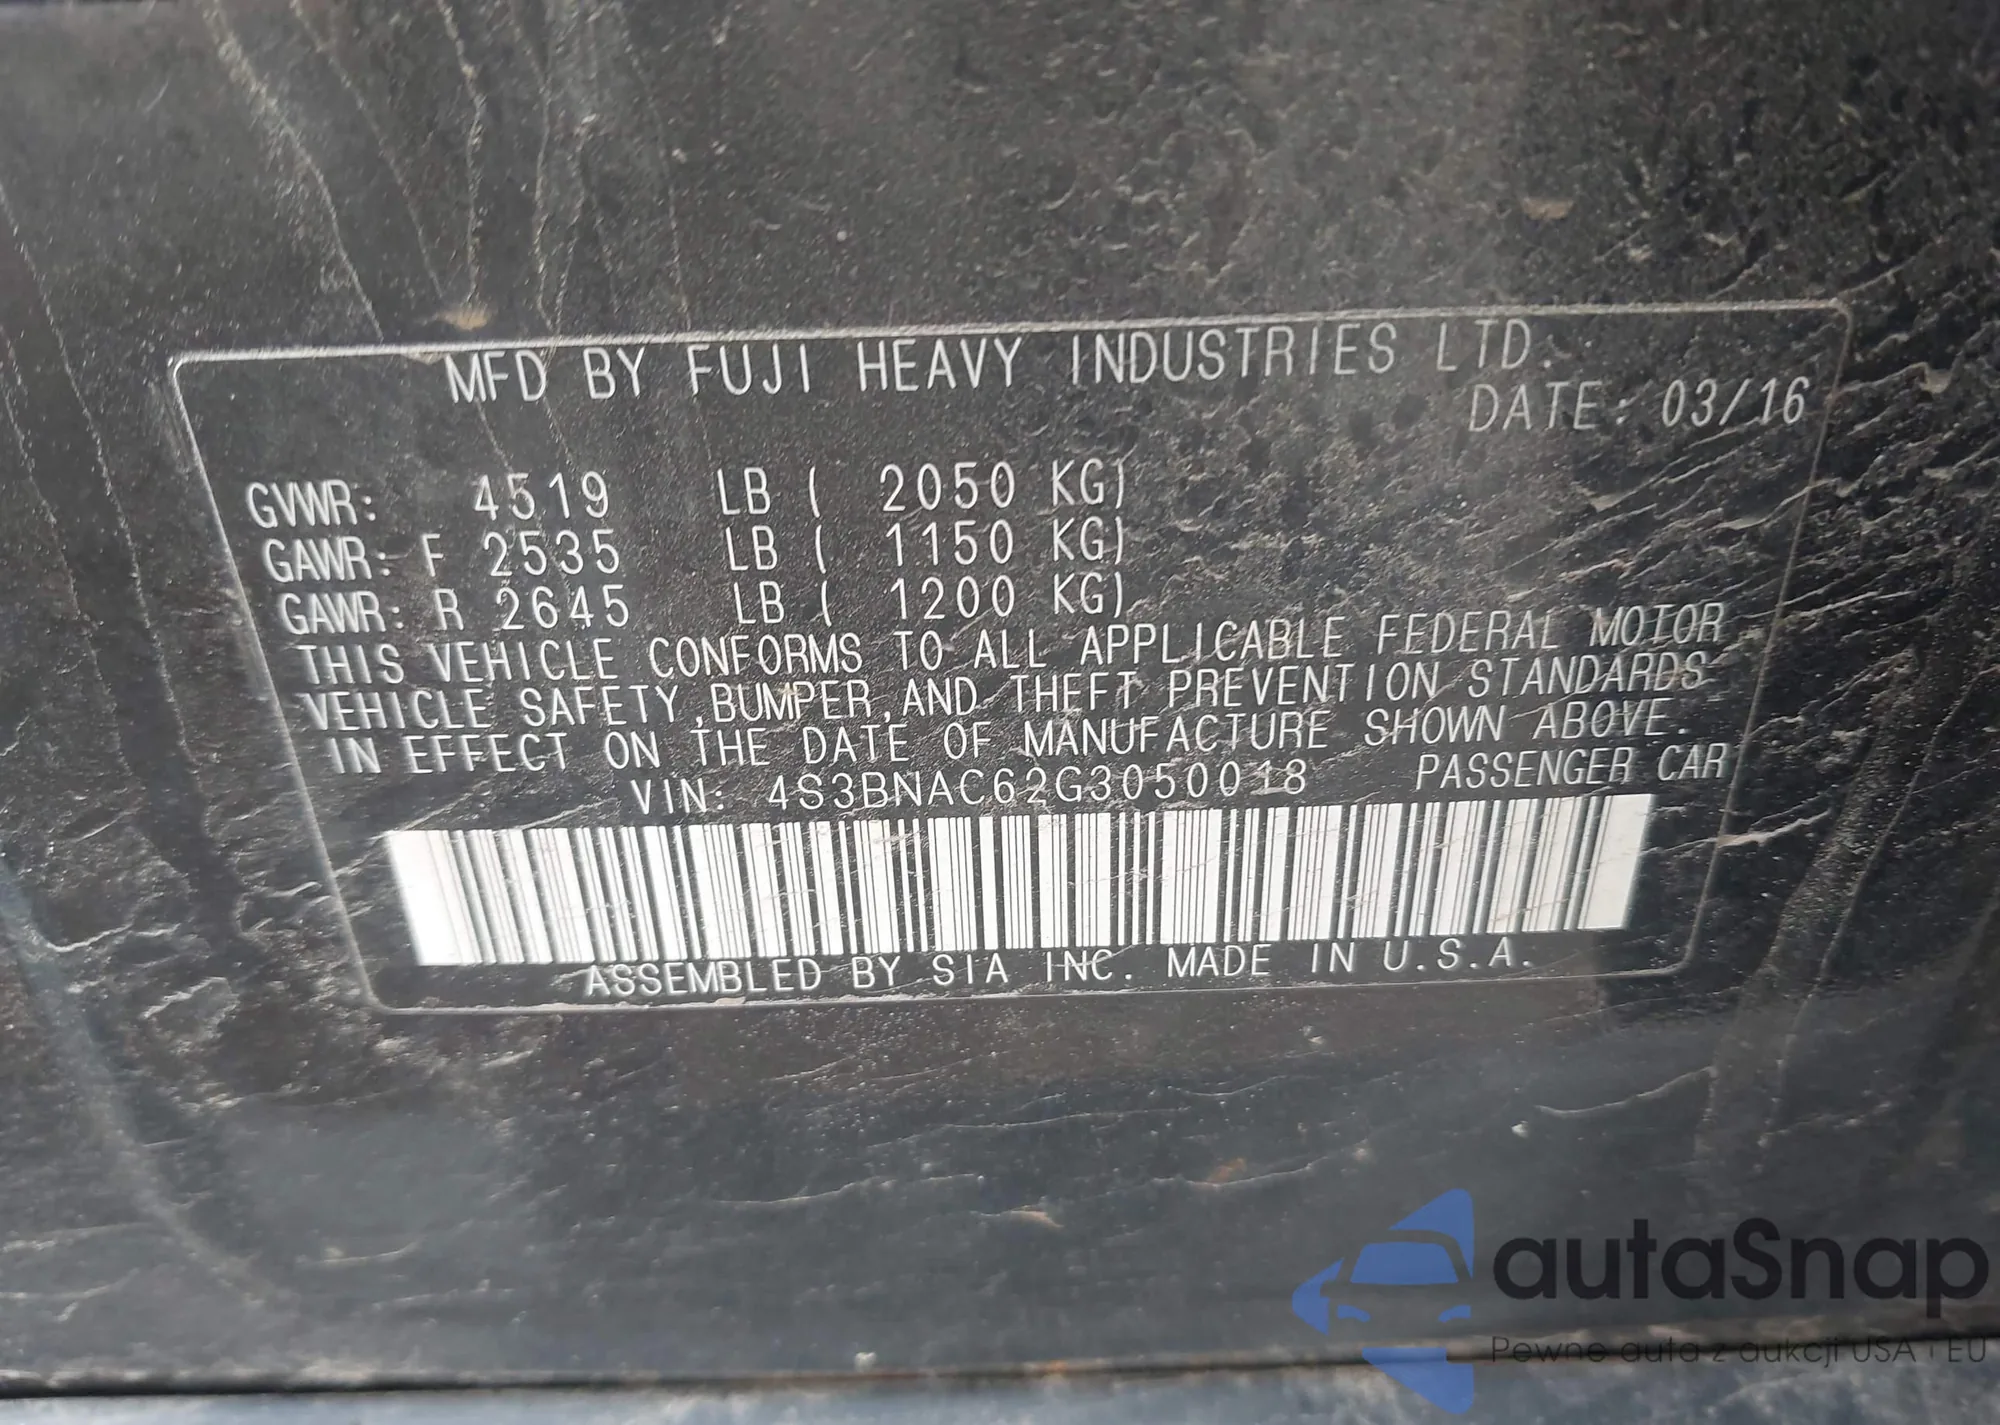 MFD BY FUJI HEAVY INDUSTRIES LTD.
DATE: 03/16
GVWR: 4519 LB ( 2050 KG)
GAWR: F 2535 LB ( 1150 KG)
GAWR: R 2645 LB ( 1200 KG)
THIS VEHICLE CONFORMS TO ALL APPLICABLE FEDERAL MOTOR
VEHICLE SAFETY,BUMPER,AND THEFT PREVENTION STANDARDS
IN EFFECT ON THE DATE OF MANUFACTURE SHOWN ABOVE.
VIN: 4S3BNAC62G3050018 PASSENGER CAR
ASSEMBLED BY SIA INC. MADE IN U.S.A.
autaSnap
Pewne auta z aukcji USA i EU